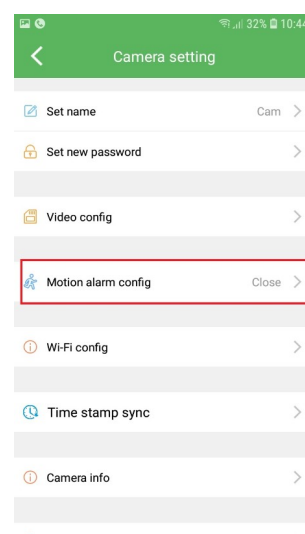 32% 10:44
Camera setting
Set name Cam
Set new password
Video config
Motion alarm config Close
Wi-Fi config
Time stamp sync
Camera info